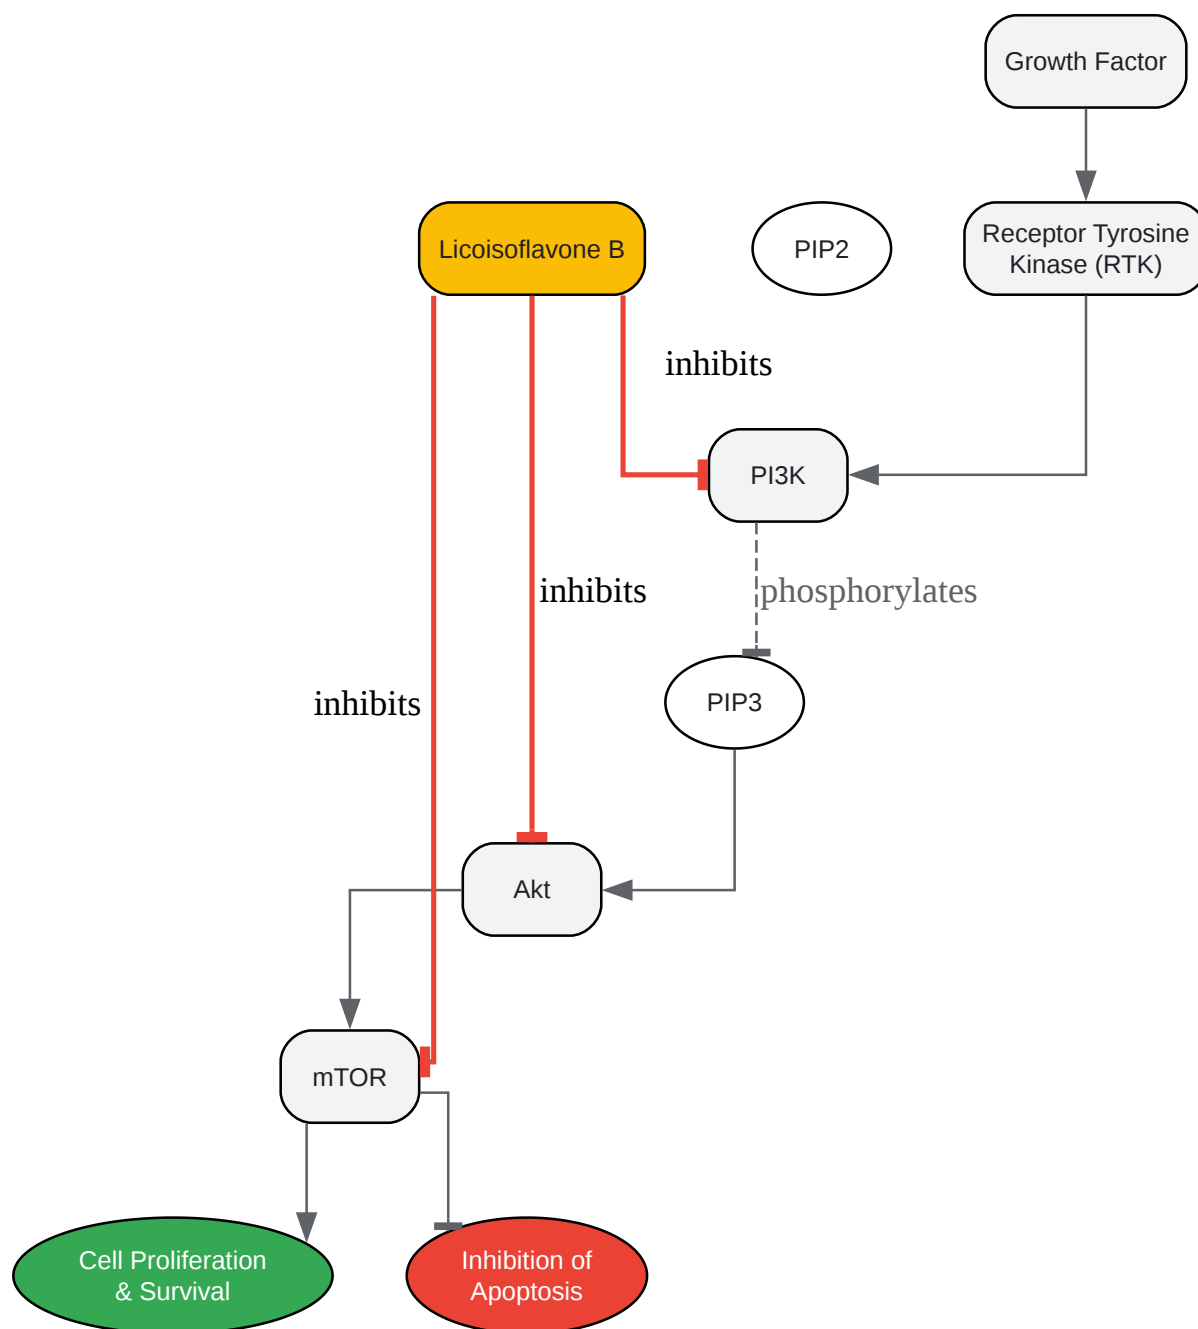 Growth Factor
Licoisoflavone B
PIP2
Receptor Tyrosine
Kinase (RTK)
inhibits
PI3K
inhibits
phosphorylates
inhibits
PIP3
Akt
mTOR
Cell Proliferation
& Survival
Inhibition of
Apoptosis